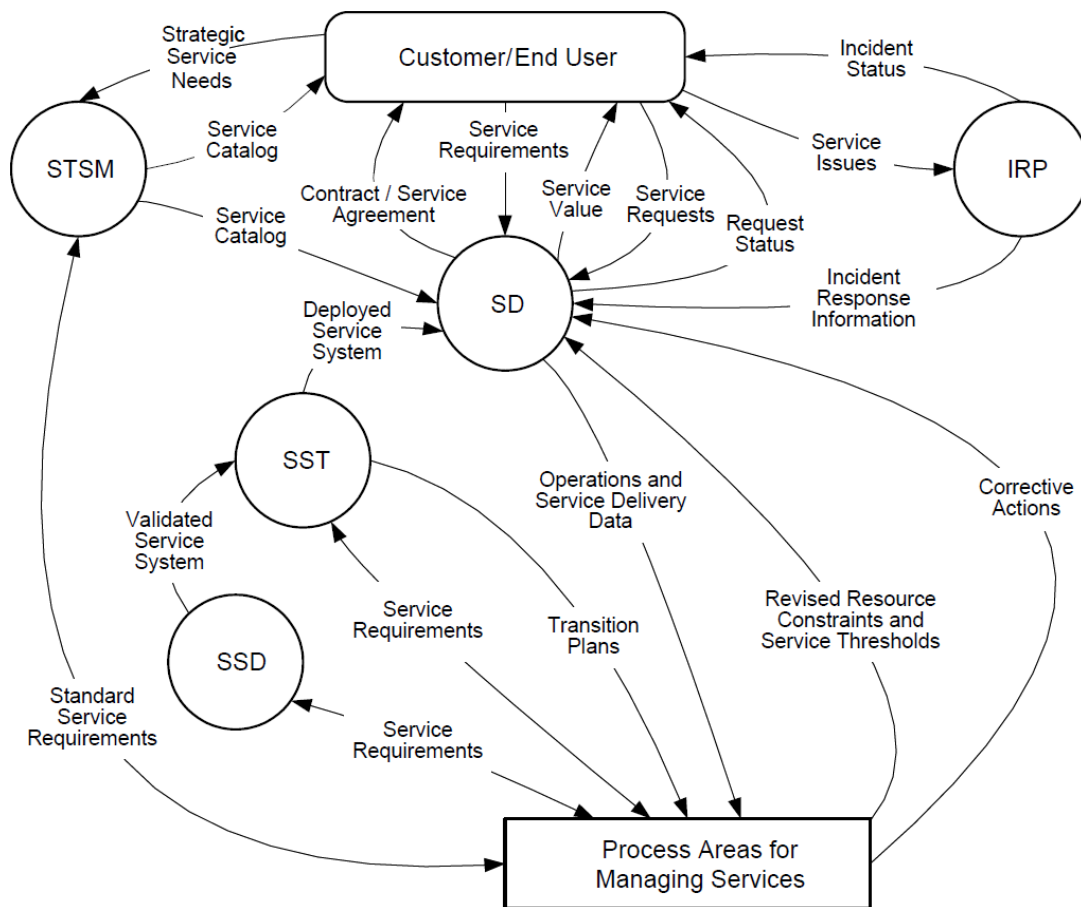 Strategic
Service
Needs
Customer/End User
Incident
Status
STSM
Service
Catalog
Service
Requirements
Service
Issues
IRP
Contract / Service
Agreement
Service
Value
Service
Requests
Request
Status
Service
Catalog
SD
Incident
Response
Information
Deployed
Service
System
SST
Operations and
Service Delivery
Data
Corrective
Actions
Validated
Service
System
Service
Requirements
Transition
Plans
Revised Resource
Constraints and
Service Thresholds
SSD
Standard
Service
Requirements
Service
Requirements
Process Areas for
Managing Services